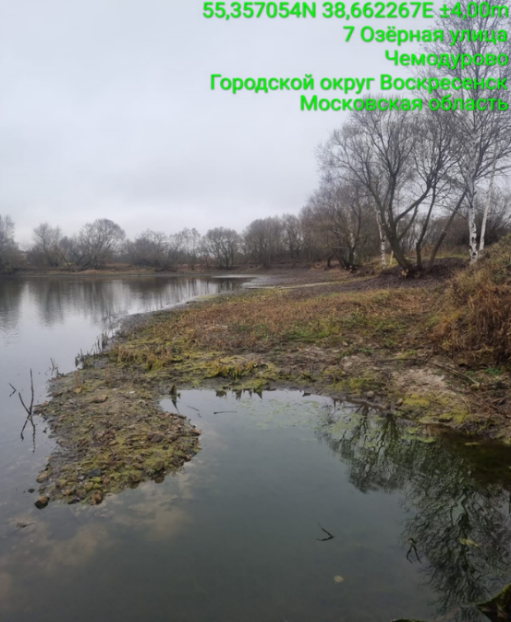 55,357054N 38,662267E ±4,00m
7 Озёрная улица
Чемодурово
Городской округ Воскресенск
Московская область